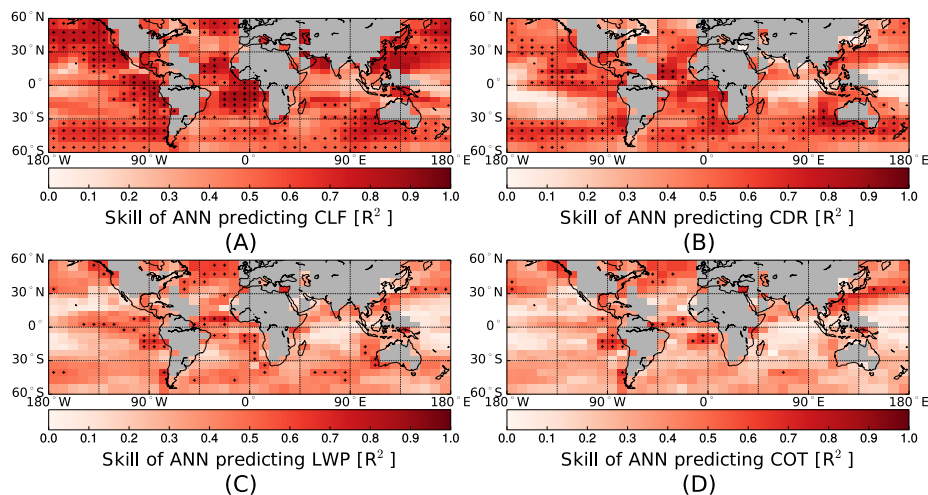 60°N
30°N
0°
30°S
60°S
180°W 90°W 0° 90°E 180°E
0.0 0.1 0.2 0.3 0.4 0.5 0.6 0.7 0.8 0.9 1.0
Skill of ANN predicting CLF [R²]
(A)
60°N
30°N
0°
30°S
60°S
180°W 90°W 0° 90°E 180°E
0.0 0.1 0.2 0.3 0.4 0.5 0.6 0.7 0.8 0.9 1.0
Skill of ANN predicting CDR [R²]
(B)
60°N
30°N
0°
30°S
60°S
180°W 90°W 0° 90°E 180°E
0.0 0.1 0.2 0.3 0.4 0.5 0.6 0.7 0.8 0.9 1.0
Skill of ANN predicting LWP [R²]
(C)
60°N
30°N
0°
30°S
60°S
180°W 90°W 0° 90°E 180°E
0.0 0.1 0.2 0.3 0.4 0.5 0.6 0.7 0.8 0.9 1.0
Skill of ANN predicting COT [R²]
(D)